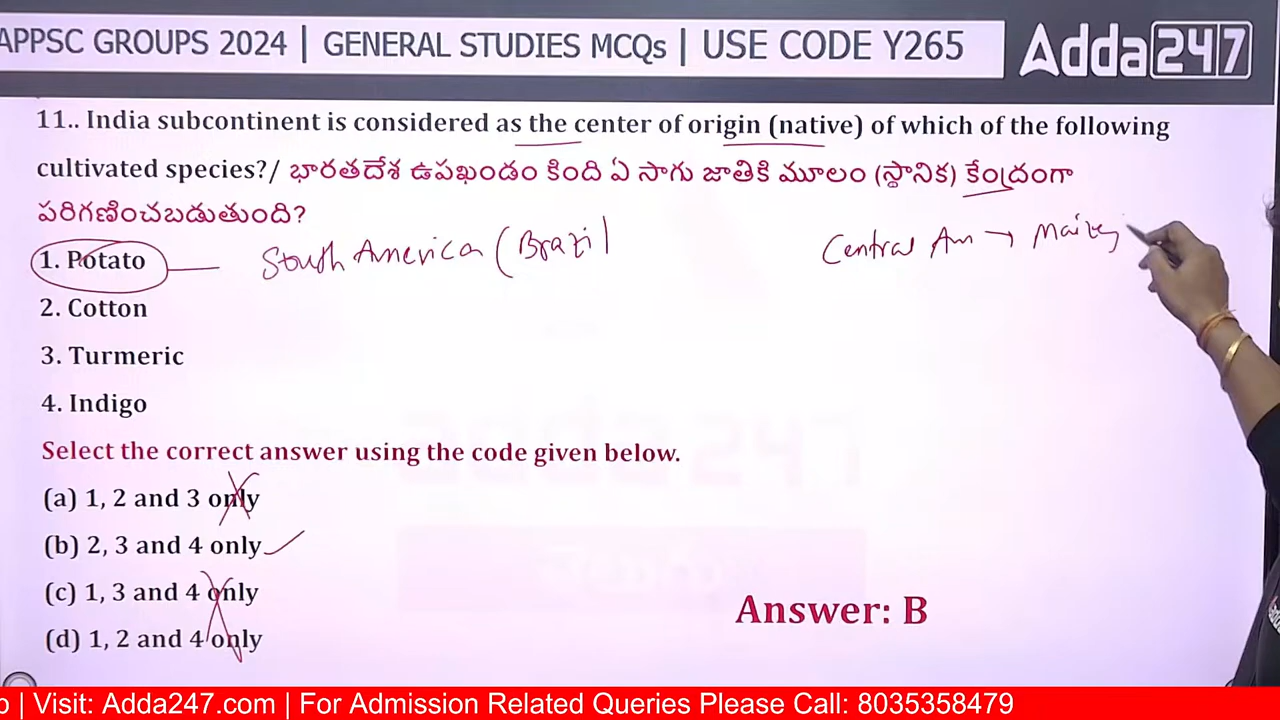 APPSC GROUPS 2024 | GENERAL STUDIES MCQs | USE CODE Y265
Adda247
11.. India subcontinent is considered as the center of origin (native) of which of the following
cultivated species?/ భారతదేశ ఉపఖండం కింది ఏ సాగు జాతికి మూలం (స్థానిక) కేంద్రంగా
పరిగణించబడుతుంది?
1. Potato
South America (Brazil
Central Am → Maize,
2. Cotton
3. Turmeric
4. Indigo
Select the correct answer using the code given below.
(a) 1, 2 and 3 only
(b) 2, 3 and 4 only
(c) 1, 3 and 4 only
(d) 1, 2 and 4 only
Answer: B
| Visit: Adda247.com | For Admission Related Queries Please Call: 8035358479